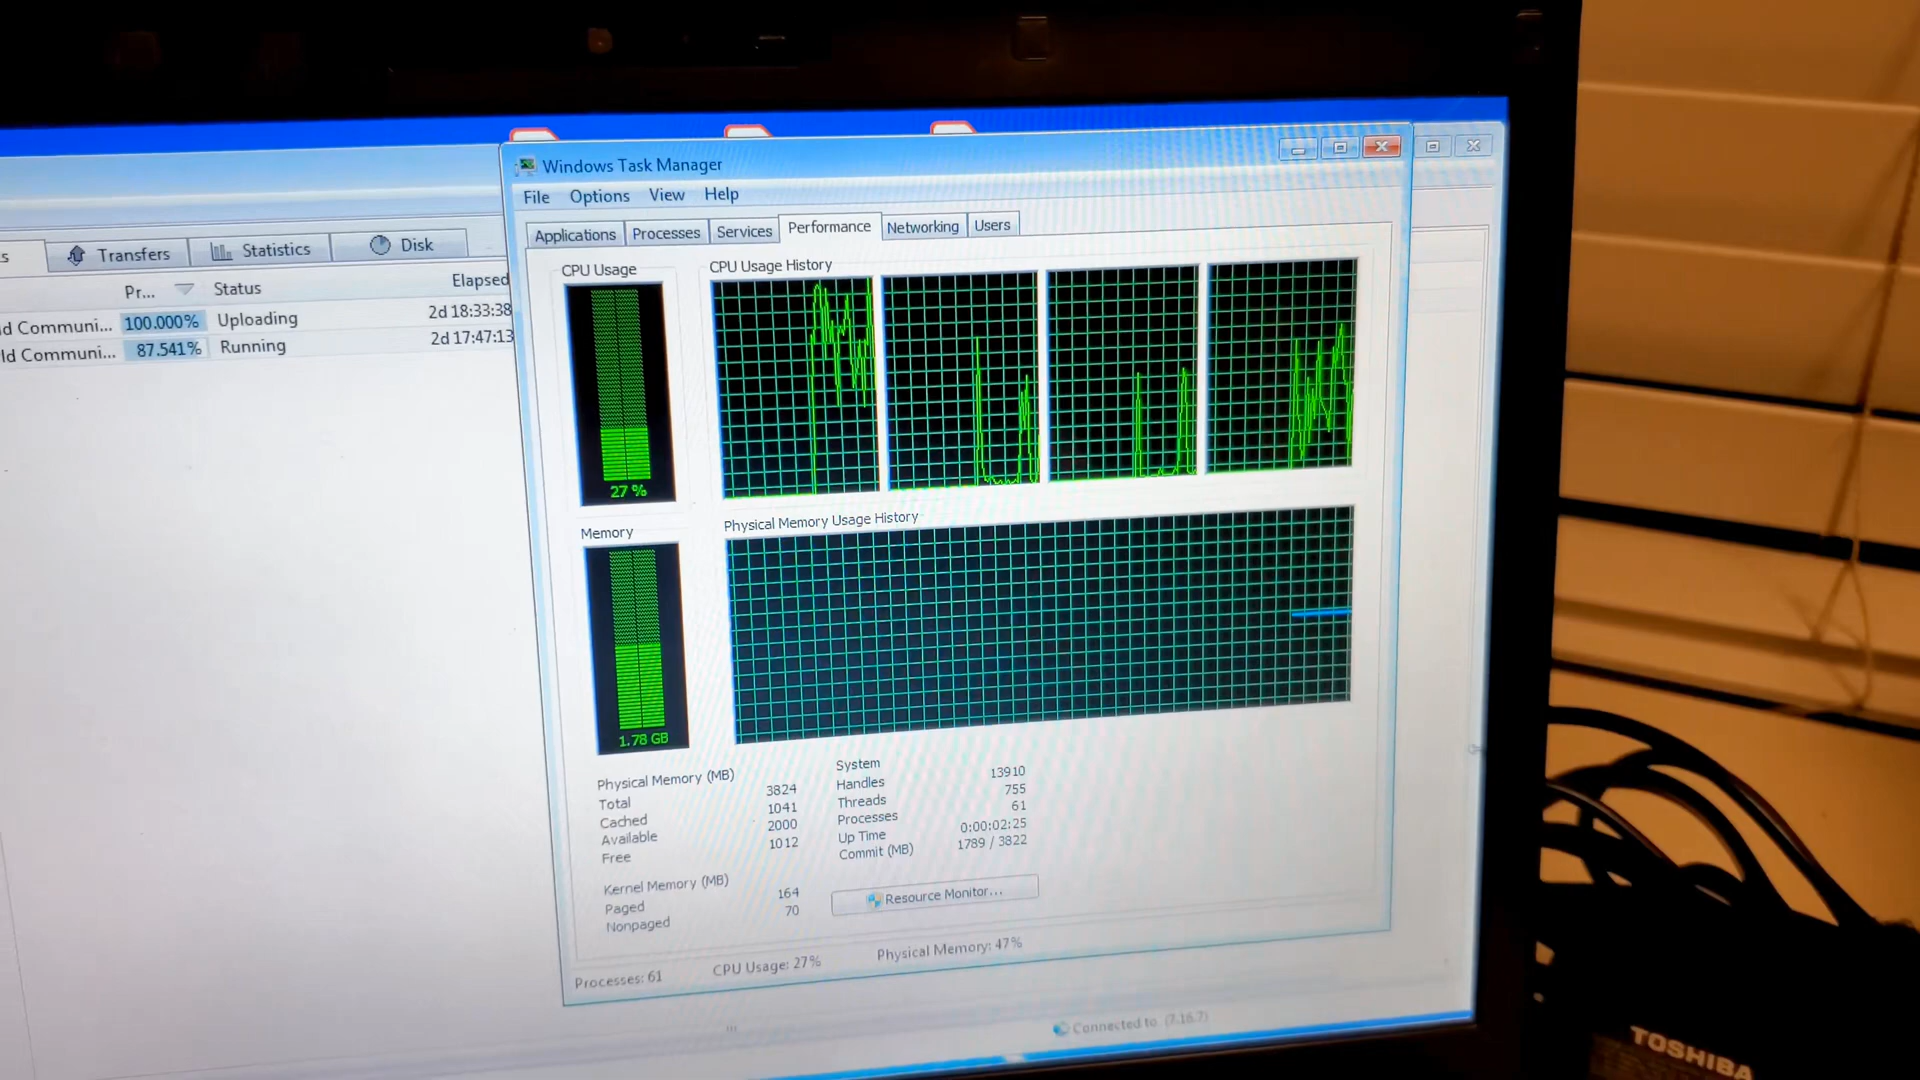 Windows Task Manager
File Options View Help
Applications Processes Services Performance Networking Users
s Transfers Statistics Disk
Pr... Status Elapsed
ld Communi... 100.000% Uploading 2d 18:33:38
ld Communi... 87.541% Running 2d 17:47:13
CPU Usage CPU Usage History
27 %
Memory Physical Memory Usage History
1.78 GB
Physical Memory (MB)
Total 3824
Cached 1041
Available 2000
Free 1012
Kernel Memory (MB)
Paged 164
Nonpaged 70
System
Handles 13910
Threads 755
Processes 61
Up Time 0:00:02:25
Commit (MB) 1789 / 3822
Resource Monitor...
Processes: 61 CPU Usage: 27% Physical Memory: 47%
Connected to (7.16.7)
TOSHIBA